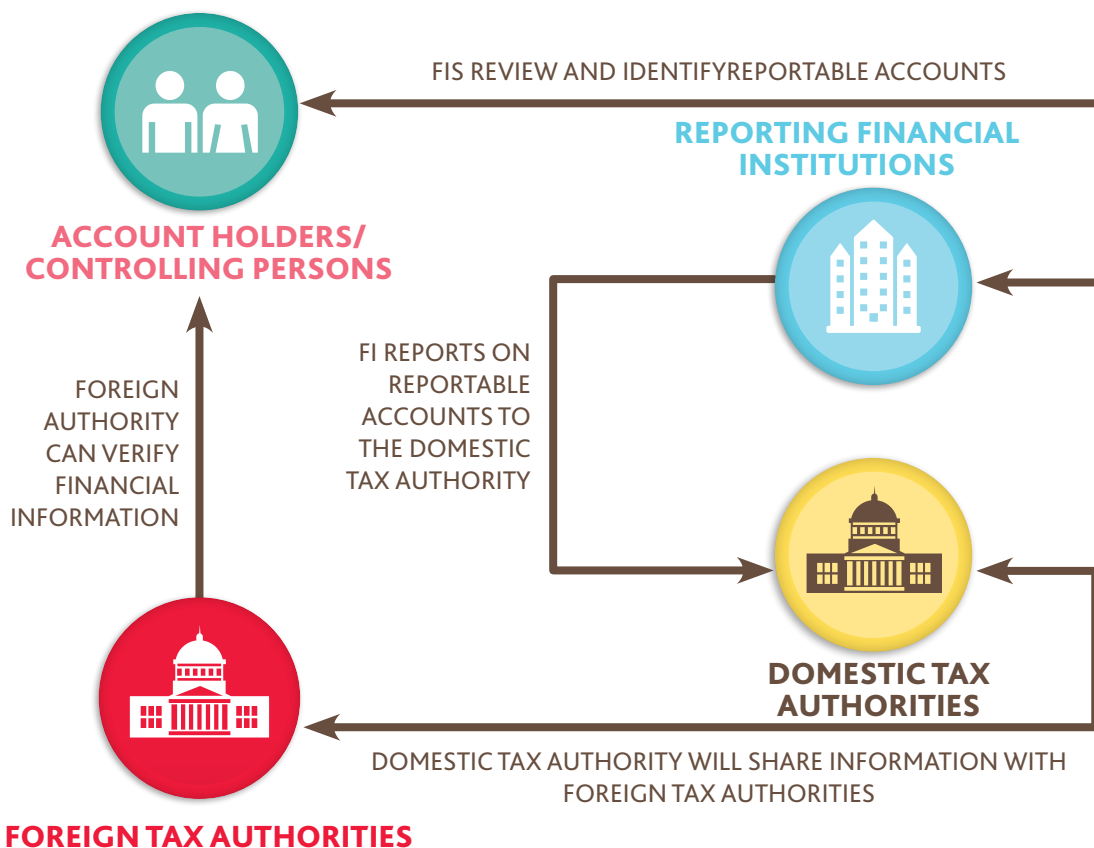 FIS REVIEW AND IDENTIFYREPORTABLE ACCOUNTS
REPORTING FINANCIAL
INSTITUTIONS
ACCOUNT HOLDERS/
CONTROLLING PERSONS
FI REPORTS ON
REPORTABLE
ACCOUNTS TO
THE DOMESTIC
TAX AUTHORITY
FOREIGN
AUTHORITY
CAN VERIFY
FINANCIAL
INFORMATION
DOMESTIC TAX
AUTHORITIES
DOMESTIC TAX AUTHORITY WILL SHARE INFORMATION WITH
FOREIGN TAX AUTHORITIES
FOREIGN TAX AUTHORITIES